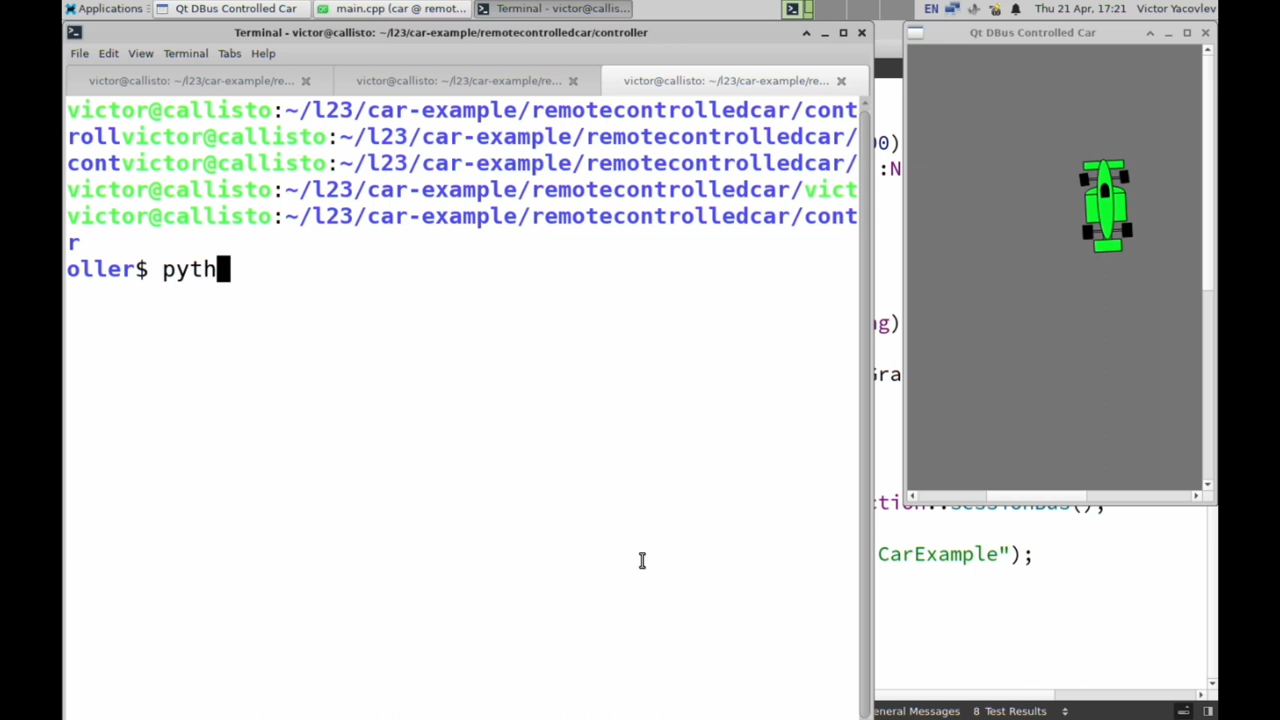 Applications
Qt DBus Controlled Car
main.cpp (car @ remot...
Terminal - victor@callis...
EN
Thu 21 Apr, 17:21
Victor Yacovlev
Terminal - victor@callisto: ~/l23/car-example/remotecontrolledcar/controller
File Edit View Terminal Tabs Help
victor@callisto: ~/l23/car-example/re...
victor@callisto: ~/l23/car-example/re...
victor@callisto: ~/l23/car-example/re...
victor@callisto:~/l23/car-example/remotecontrolledcar/cont
rollvictor@callisto:~/l23/car-example/remotecontrolledcar/
contvictor@callisto:~/l23/car-example/remotecontrolledcar/
victor@callisto:~/l23/car-example/remotecontrolledcar/vict
victor@callisto:~/l23/car-example/remotecontrolledcar/cont
r
oller$ pyth
Qt DBus Controlled Car
00)
:N
ng)
Gra
CarExample");
eneral Messages 8 Test Results